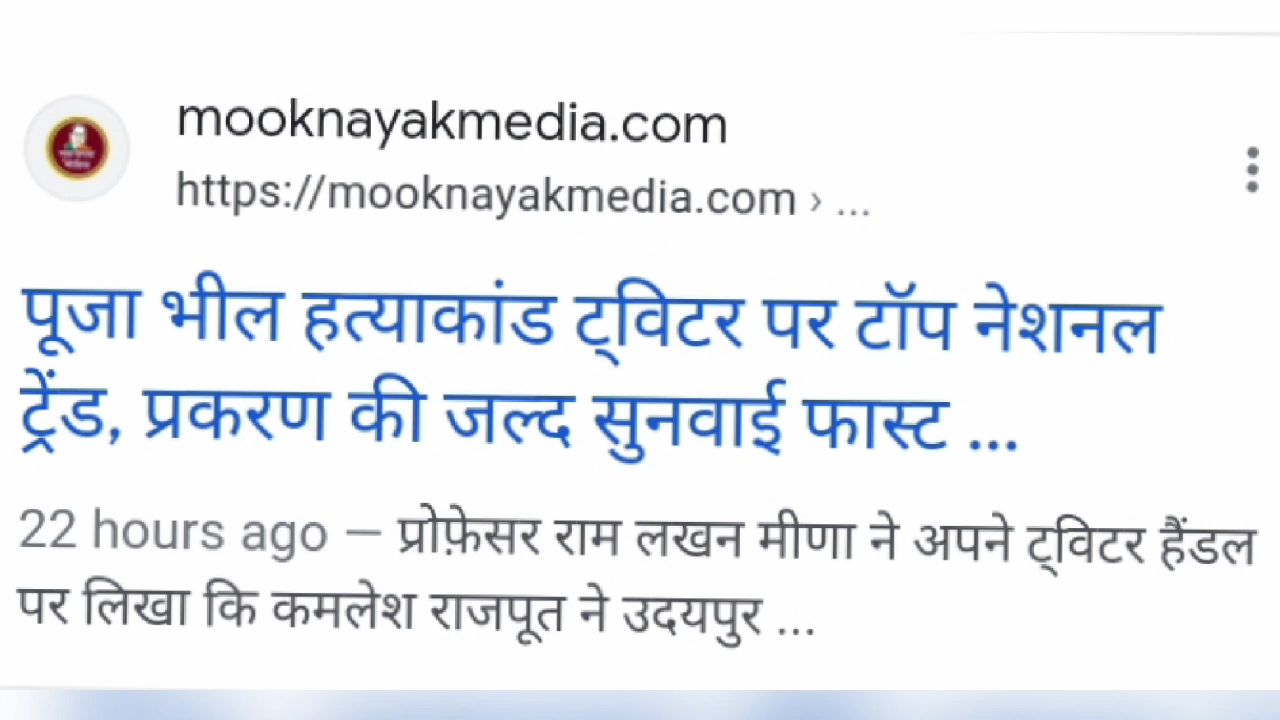 mooknayakmedia.com
https://mooknayakmedia.com › ...
पूजा भील हत्याकांड ट्विटर पर टॉप नेशनल
ट्रेंड, प्रकरण की जल्द सुनवाई फास्ट ...
22 hours ago — प्रोफ़ेसर राम लखन मीणा ने अपने ट्विटर हैंडल
पर लिखा कि कमलेश राजपूत ने उदयपुर ...